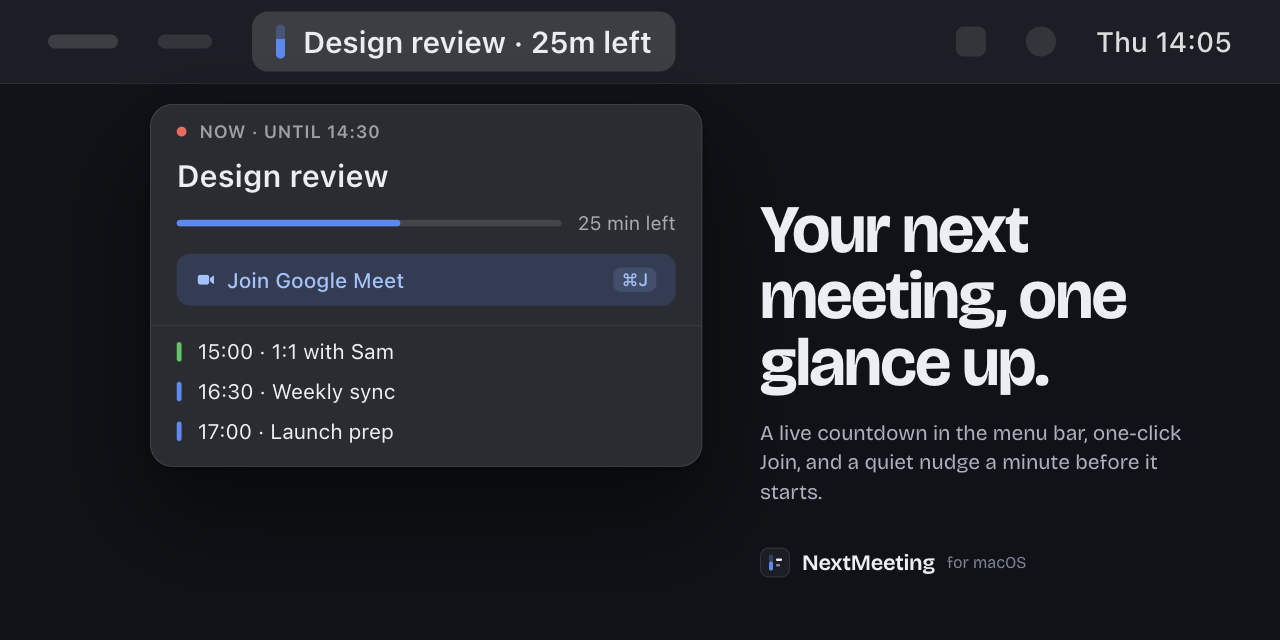 Design review · 25m left
Thu 14:05
NOW · UNTIL 14:30
Design review
25 min left
Join Google Meet
⌘J
15:00 · 1:1 with Sam
16:30 · Weekly sync
17:00 · Launch prep
Your next
meeting, one
glance up.
A live countdown in the menu bar, one-click
Join, and a quiet nudge a minute before it
starts.
NextMeeting for macOS